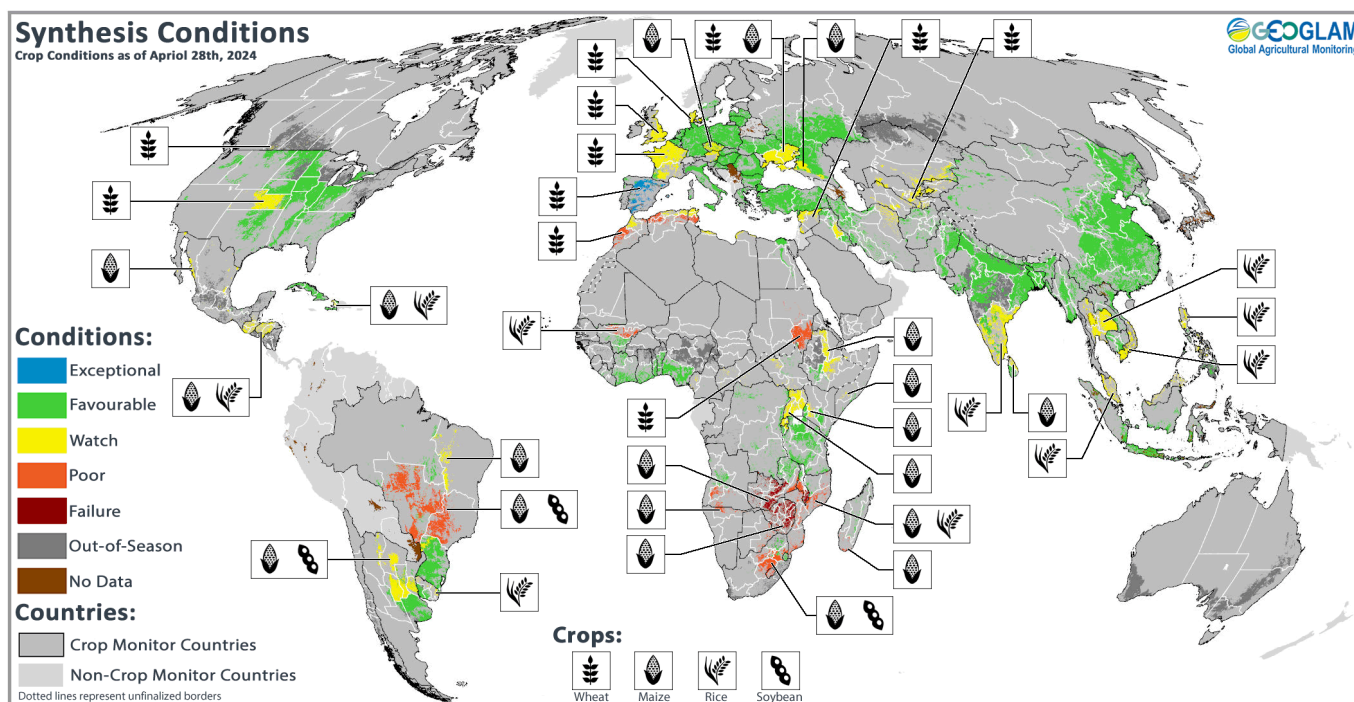 Synthesis Conditions
Crop Conditions as of Apriol 28th, 2024
GEOGLAM
Global Agricultural Monitoring
Conditions:
Exceptional
Favourable
Watch
Poor
Failure
Out-of-Season
No Data
Countries:
Crop Monitor Countries
Non-Crop Monitor Countries
Dotted lines represent unfinalized borders
Crops:
Wheat
Maize
Rice
Soybean